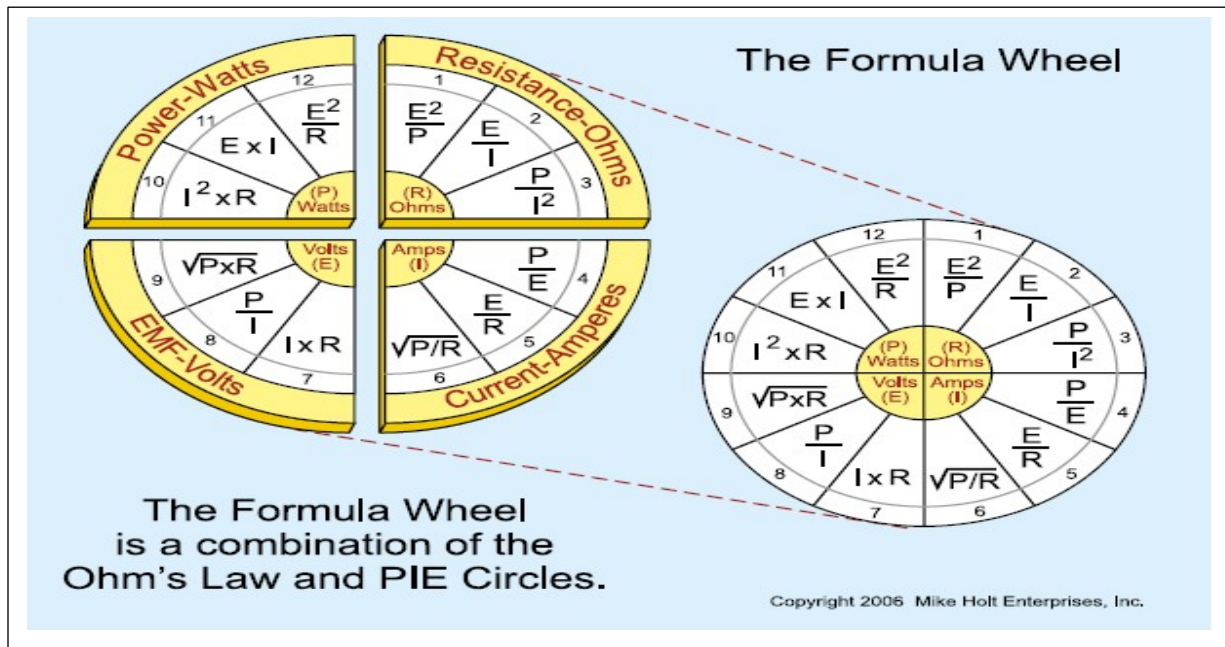 The Formula Wheel
Power-Watts
10
11
12
I² x R
E x I
E²
R
(P)
Watts
Resistance-Ohms
1
2
3
E²
P
E
I
P
I²
(R)
Ohms
EMF-Volts
9
8
7
√PxR
P
I
I x R
Volts
(E)
Current-Amperes
4
5
6
P
E
E
R
√P/R
Amps
(I)
12
1
2
3
4
5
6
7
8
9
10
11
E²
R
E²
P
E
I
P
I²
P
E
E
R
√P/R
I x R
P
I
√PxR
I² x R
E x I
(P)
Watts
(R)
Ohms
Volts
(E)
Amps
(I)
The Formula Wheel
is a combination of the
Ohm's Law and PIE Circles.
Copyright 2006 Mike Holt Enterprises, Inc.